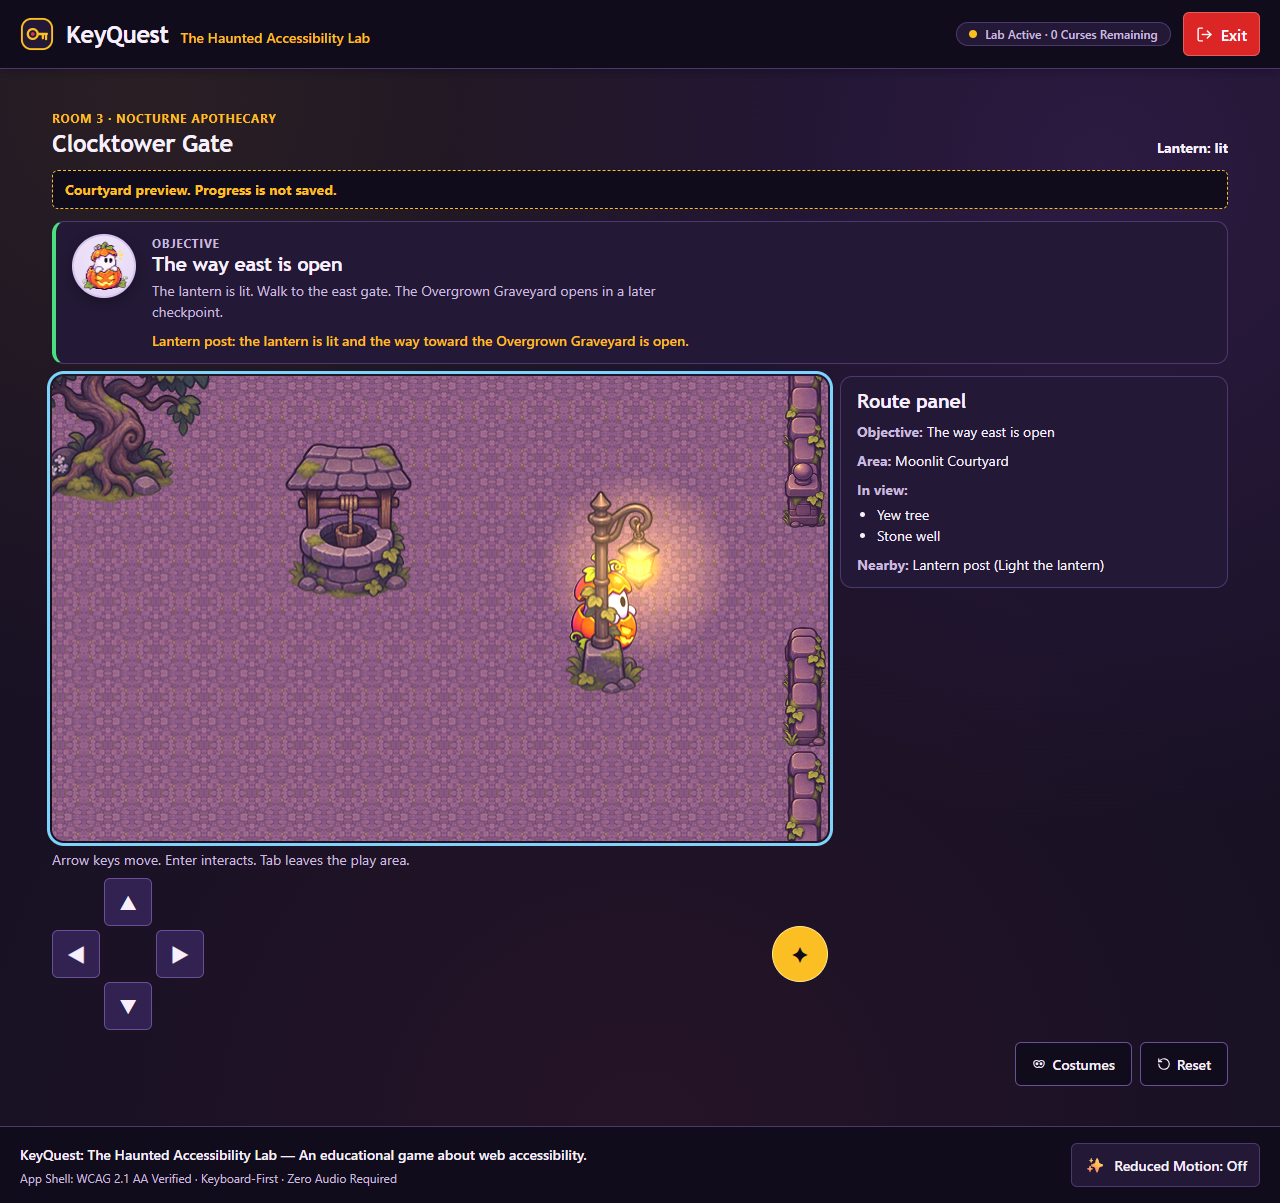 KeyQuest The Haunted Accessibility Lab
Lab Active · 0 Curses Remaining
Exit
ROOM 3 · NOCTURNE APOTHECARY
Clocktower Gate
Lantern: lit
Courtyard preview. Progress is not saved.
OBJECTIVE
The way east is open
The lantern is lit. Walk to the east gate. The Overgrown Graveyard opens in a later
checkpoint.
Lantern post: the lantern is lit and the way toward the Overgrown Graveyard is open.
Route panel
Objective: The way east is open
Area: Moonlit Courtyard
In view:
• Yew tree
• Stone well
Nearby: Lantern post (Light the lantern)
Arrow keys move. Enter interacts. Tab leaves the play area.
Costumes
Reset
KeyQuest: The Haunted Accessibility Lab — An educational game about web accessibility.
App Shell: WCAG 2.1 AA Verified · Keyboard-First · Zero Audio Required
Reduced Motion: Off